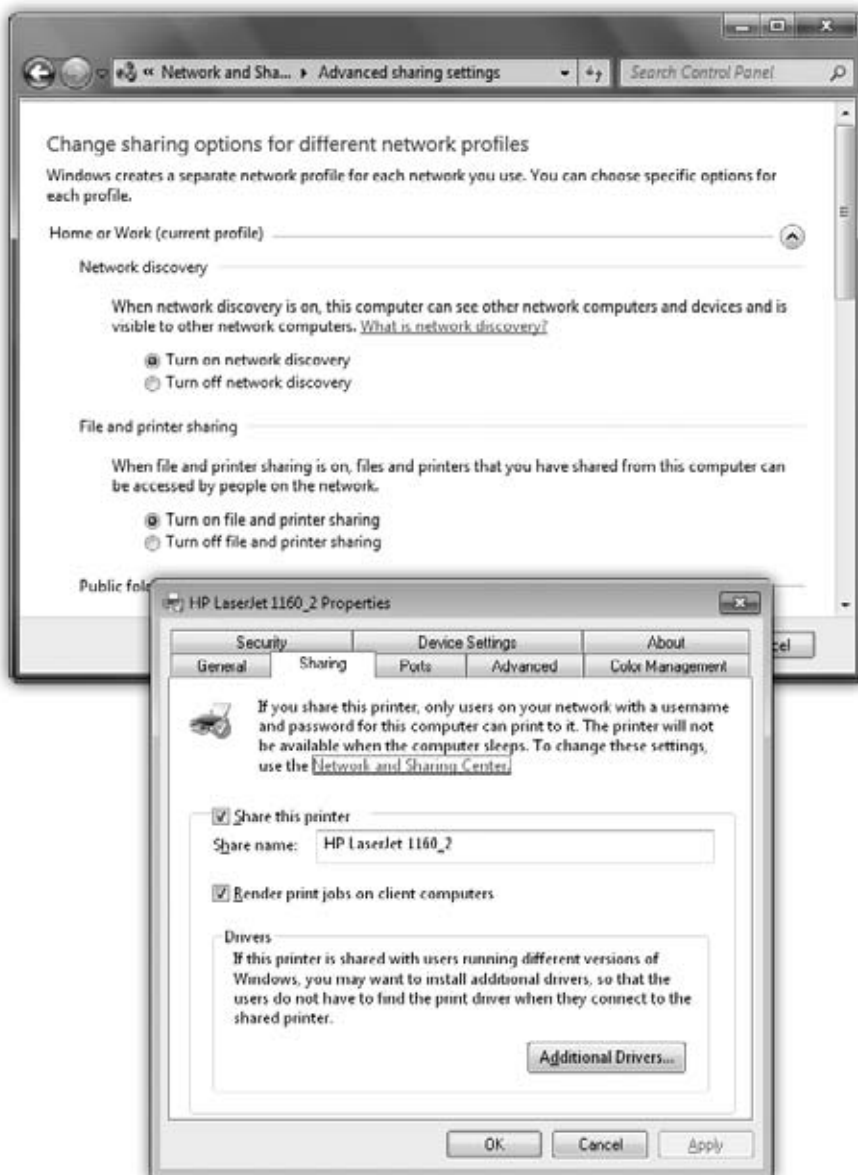 « Network and Sha... ▸ Advanced sharing settings
Search Control Panel
Change sharing options for different network profiles
Windows creates a separate network profile for each network you use. You can choose specific options for
each profile.
Home or Work (current profile)
Network discovery
When network discovery is on, this computer can see other network computers and devices and is
visible to other network computers. What is network discovery?
Turn on network discovery
Turn off network discovery
File and printer sharing
When file and printer sharing is on, files and printers that you have shared from this computer can
be accessed by people on the network.
Turn on file and printer sharing
Turn off file and printer sharing
Public
HP LaserJet 1160_2 Properties
Security Device Settings About
General Sharing Ports Advanced Color Management
If you share this printer, only users on your network with a username
and password for this computer can print to it. The printer will not
be available when the computer sleeps. To change these settings,
use the Network and Sharing Center.
Share this printer
Share name: HP LaserJet 1160_2
Render print jobs on client computers
Drivers
If this printer is shared with users running different versions of
Windows, you may want to install additional drivers, so that the
users do not have to find the print driver when they connect to the
shared printer.
Additional Drivers...
OK Cancel Apply